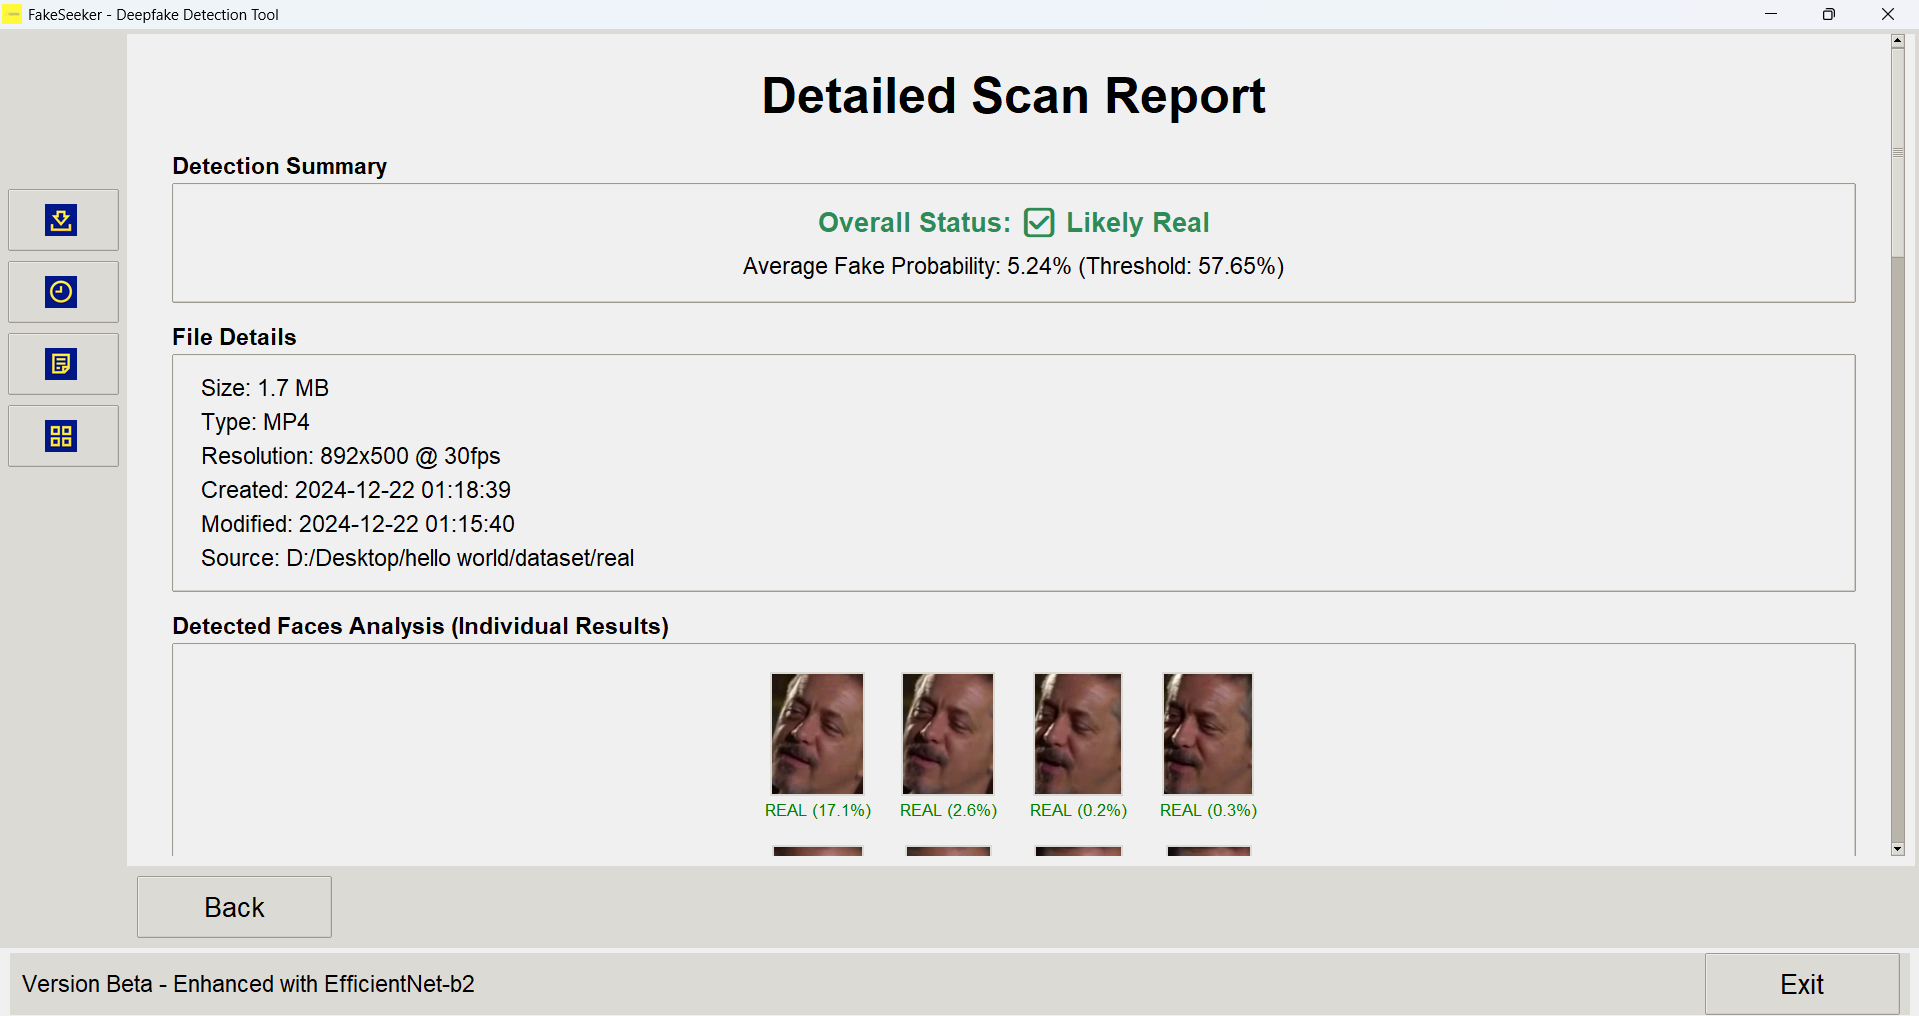 FakeSeeker - Deepfake Detection Tool
Detailed Scan Report
Detection Summary
Overall Status: Likely Real
Average Fake Probability: 5.24% (Threshold: 57.65%)
File Details
Size: 1.7 MB
Type: MP4
Resolution: 892x500 @ 30fps
Created: 2024-12-22 01:18:39
Modified: 2024-12-22 01:15:40
Source: D:/Desktop/hello world/dataset/real
Detected Faces Analysis (Individual Results)
REAL (17.1%) REAL (2.6%) REAL (0.2%) REAL (0.3%)
Back
Version Beta - Enhanced with EfficientNet-b2
Exit